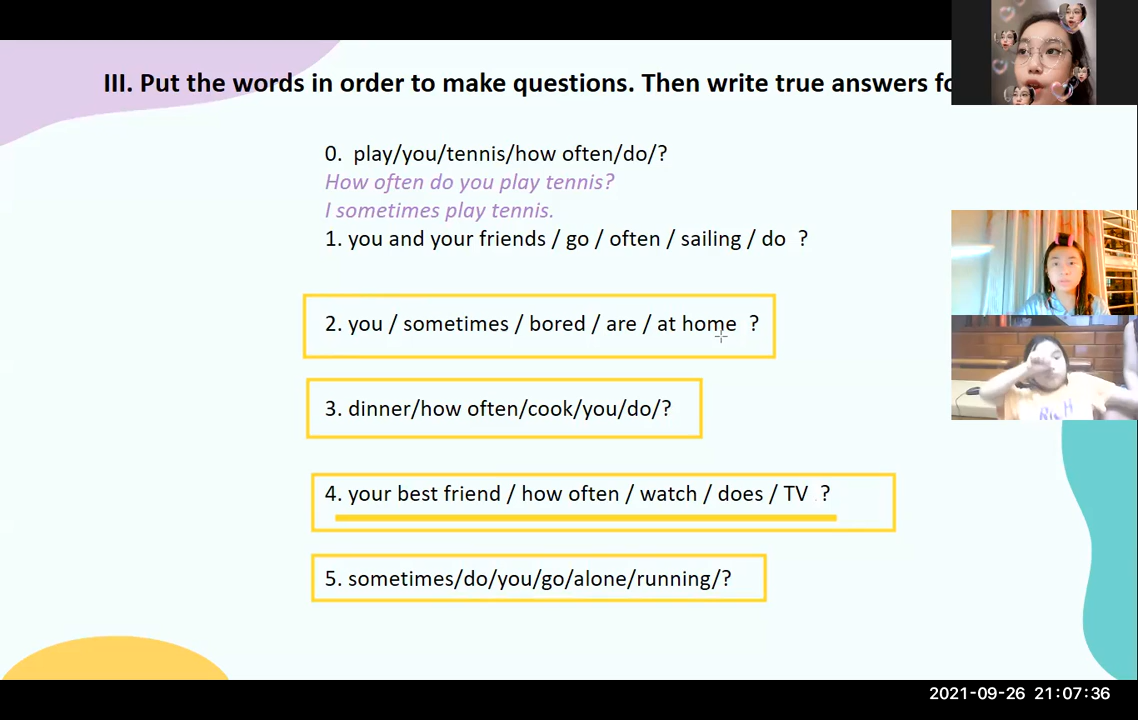 III. Put the words in order to make questions. Then write true answers fo
0. play/you/tennis/how often/do/?
How often do you play tennis?
I sometimes play tennis.
1. you and your friends / go / often / sailing / do ?
2. you / sometimes / bored / are / at home ?
3. dinner/how often/cook/you/do/?
4. your best friend / how often / watch / does / TV ?
5. sometimes/do/you/go/alone/running/?
RICH
2021-09-26 21:07:36